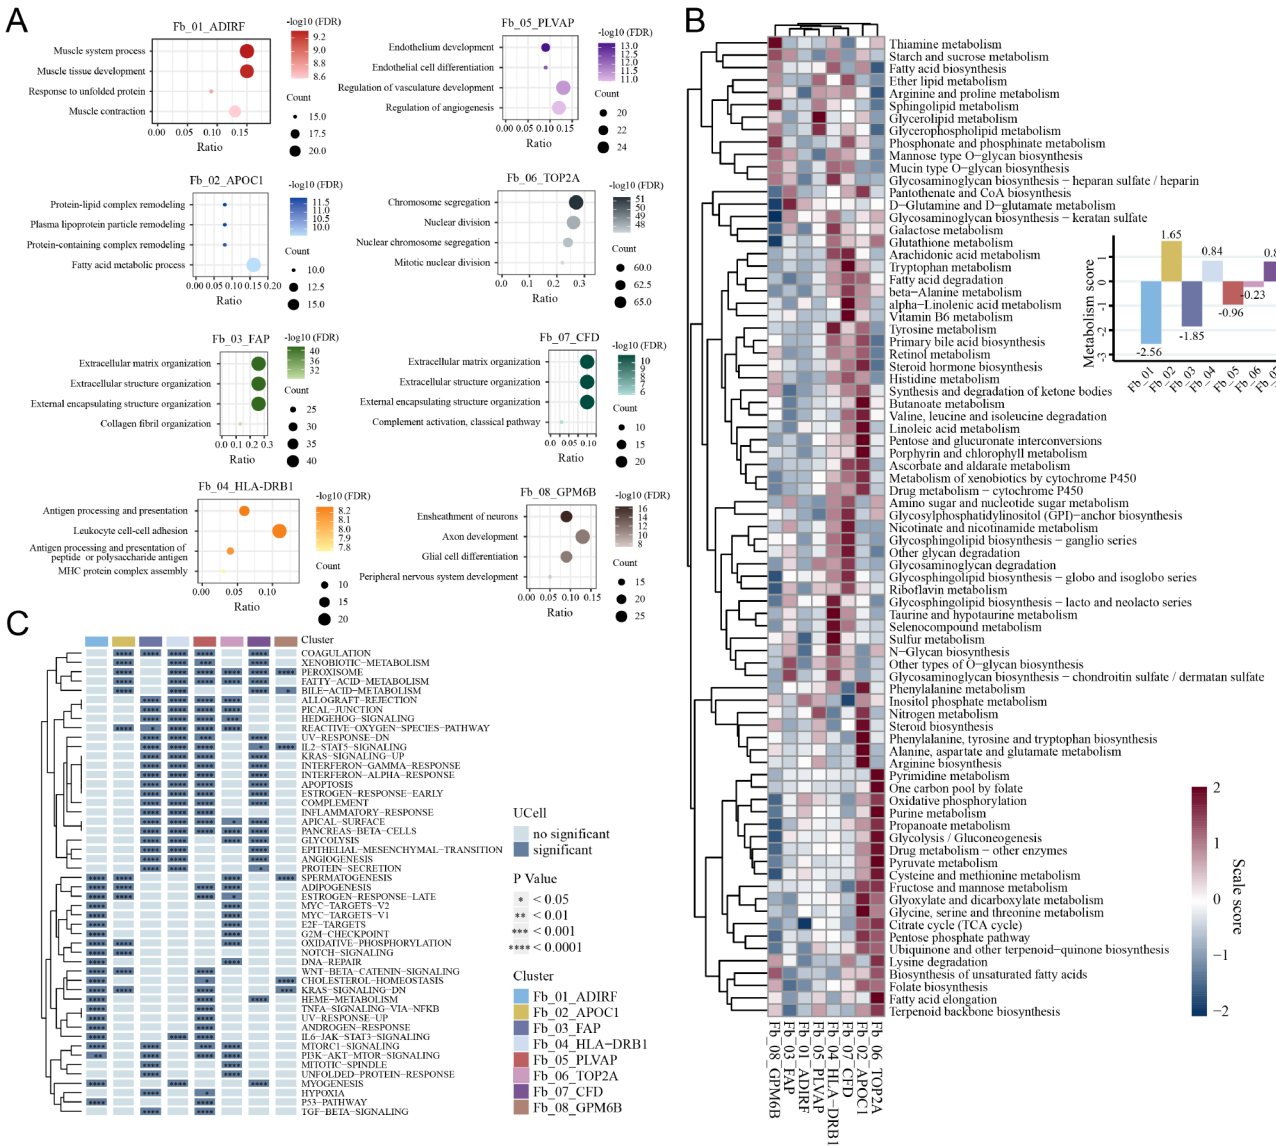 A
Fb_01_ADIRF
Muscle system process
Muscle tissue development
Response to unfolded protein
Muscle contraction
0.00 0.05 0.10 0.15
Ratio
-log10 (FDR)
9.2
9.0
8.8
8.6
Count
15.0
17.5
20.0
Fb_05_PLVAP
Endothelium development
Endothelial cell differentiation
Regulation of vasculature development
Regulation of angiogenesis
0.00 0.05 0.10 0.15
Ratio
-log10 (FDR)
13.0
12.5
12.0
11.5
11.0
Count
20
22
24
Fb_02_APOC1
Protein-lipid complex remodeling
Plasma lipoprotein particle remodeling
Protein-containing complex remodeling
Fatty acid metabolic process
0.00 0.05 0.10 0.15 0.20
Ratio
-log10 (FDR)
11.5
11.0
10.5
10.0
Count
10.0
12.5
15.0
Fb_06_TOP2A
Chromosome segregation
Nuclear division
Nuclear chromosome segregation
Mitotic nuclear division
0.0 0.1 0.2 0.3
Ratio
-log10 (FDR)
51
50
49
48
Count
60.0
62.5
65.0
Fb_03_FAP
Extracellular matrix organization
Extracellular structure organization
External encapsulating structure organization
Collagen fibril organization
0.0 0.1 0.2 0.3
Ratio
-log10 (FDR)
40
36
32
Count
25
30
35
40
Fb_07_CFD
Extracellular matrix organization
Extracellular structure organization
External encapsulating structure organization
Complement activation, classical pathway
0.00 0.05 0.10
Ratio
-log10 (FDR)
10
9
8
7
6
Count
10
15
20
Fb_04_HLA-DRB1
Antigen processing and presentation
Leukocyte cell-cell adhesion
Antigen processing and presentation of
peptide or polysaccharide antigen
MHC protein complex assembly
0.00 0.05 0.10
Ratio
-log10 (FDR)
8.2
8.1
8.0
7.9
7.8
Count
10
15
20
Fb_08_GPM6B
Ensheathment of neurons
Axon development
Glial cell differentiation
Peripheral nervous system development
0.00 0.05 0.10 0.15
Ratio
-log10 (FDR)
16
14
12
10
8
Count
15
20
25
B
Thiamine metabolism
Starch and sucrose metabolism
Fatty acid biosynthesis
Ether lipid metabolism
Arginine and proline metabolism
Sphingolipid metabolism
Glycerolipid metabolism
Glycerophospholipid metabolism
Phosphonate and phosphinate metabolism
Mannose type O−glycan biosynthesis
Mucin type O−glycan biosynthesis
Glycosaminoglycan biosynthesis − heparan sulfate / heparin
Pantothenate and CoA biosynthesis
D−Glutamine and D−glutamate metabolism
Glycosaminoglycan biosynthesis − keratan sulfate
Galactose metabolism
Glutathione metabolism
Arachidonic acid metabolism
Tryptophan metabolism
Fatty acid degradation
beta−Alanine metabolism
alpha−Linolenic acid metabolism
Vitamin B6 metabolism
Tyrosine metabolism
Primary bile acid biosynthesis
Retinol metabolism
Steroid hormone biosynthesis
Histidine metabolism
Synthesis and degradation of ketone bodies
Butanoate metabolism
Valine, leucine and isoleucine degradation
Linoleic acid metabolism
Pentose and glucuronate interconversions
Porphyrin and chlorophyll metabolism
Ascorbate and aldarate metabolism
Metabolism of xenobiotics by cytochrome P450
Drug metabolism − cytochrome P450
Amino sugar and nucleotide sugar metabolism
Glycosylphosphatidylinositol (GPI)−anchor biosynthesis
Nicotinate and nicotinamide metabolism
Glycosphingolipid biosynthesis − ganglio series
Other glycan degradation
Glycosaminoglycan degradation
Glycosphingolipid biosynthesis − globo and isoglobo series
Riboflavin metabolism
Glycosphingolipid biosynthesis − lacto and neolacto series
Taurine and hypotaurine metabolism
Selenocompound metabolism
Sulfur metabolism
N−Glycan biosynthesis
Other types of O−glycan biosynthesis
Glycosaminoglycan biosynthesis − chondroitin sulfate / dermatan sulfate
Phenylalanine metabolism
Inositol phosphate metabolism
Nitrogen metabolism
Steroid biosynthesis
Phenylalanine, tyrosine and tryptophan biosynthesis
Alanine, aspartate and glutamate metabolism
Arginine biosynthesis
Pyrimidine metabolism
One carbon pool by folate
Oxidative phosphorylation
Purine metabolism
Propanoate metabolism
Glycolysis / Gluconeogenesis
Drug metabolism − other enzymes
Pyruvate metabolism
Cysteine and methionine metabolism
Fructose and mannose metabolism
Glyoxylate and dicarboxylate metabolism
Glycine, serine and threonine metabolism
Citrate cycle (TCA cycle)
Pentose phosphate pathway
Ubiquinone and other terpenoid−quinone biosynthesis
Lysine degradation
Biosynthesis of unsaturated fatty acids
Folate biosynthesis
Fatty acid elongation
Terpenoid backbone biosynthesis
Fb_08_GPM6B
Fb_03_FAP
Fb_01_ADIRF
Fb_05_PLVAP
Fb_04_HLA−DRB1
Fb_07_CFD
Fb_02_APOC1
Fb_06_TOP2A
Metabolism score
1
0
-1
-2
-3
-2.56
1.65
-1.85
0.84
-0.96
-0.23
0.8
Fb_01
Fb_02
Fb_03
Fb_04
Fb_05
Fb_06
2
1
0
−1
−2
Scale score
C
Cluster
COAGULATION
XENOBIOTIC−METABOLISM
PEROXISOME
FATTY−ACID−METABOLISM
BILE−ACID−METABOLISM
ALLOGRAFT−REJECTION
PICAL−JUNCTION
HEDGEHOG−SIGNALING
REACTIVE−OXYGEN−SPECIES−PATHWAY
UV−RESPONSE−DN
IL2−STAT5−SIGNALING
KRAS−SIGNALING−UP
INTERFERON−GAMMA−RESPONSE
INTERFERON−ALPHA−RESPONSE
APOPTOSIS
ESTROGEN−RESPONSE−EARLY
COMPLEMENT
INFLAMMATORY−RESPONSE
APICAL−SURFACE
PANCREAS−BETA−CELLS
GLYCOLYSIS
EPITHELIAL−MESENCHYMAL−TRANSITION
ANGIOGENESIS
PROTEIN−SECRETION
SPERMATOGENESIS
ADIPOGENESIS
ESTROGEN−RESPONSE−LATE
MYC−TARGETS−V2
MYC−TARGETS−V1
E2F−TARGETS
G2M−CHECKPOINT
OXIDATIVE−PHOSPHORYLATION
NOTCH−SIGNALING
DNA−REPAIR
WNT−BETA−CATENIN−SIGNALING
CHOLESTEROL−HOMEOSTASIS
KRAS−SIGNALING−DN
HEME−METABOLISM
TNFA−SIGNALING−VIA−NFKB
UV−RESPONSE−UP
ANDROGEN−RESPONSE
IL6−JAK−STAT3−SIGNALING
MTORC1−SIGNALING
PI3K−AKT−MTOR−SIGNALING
MITOTIC−SPINDLE
UNFOLDED−PROTEIN−RESPONSE
MYOGENESIS
HYPOXIA
P53−PATHWAY
TGF−BETA−SIGNALING
UCell
no significant
significant
P Value
* < 0.05
** < 0.01
*** < 0.001
**** < 0.0001
Cluster
Fb_01_ADIRF
Fb_02_APOC1
Fb_03_FAP
Fb_04_HLA−DRB1
Fb_05_PLVAP
Fb_06_TOP2A
Fb_07_CFD
Fb_08_GPM6B